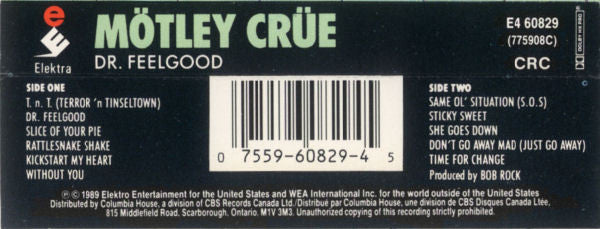 MÖTLEY CRÜE
DR. FEELGOOD
Elektra
E4 60829
(775908C)
CRC
DOLBY HX PRO
SIDE ONE
T. n T. (TERROR 'n TINSELTOWN)
DR. FEELGOOD
SLICE OF YOUR PIE
RATTLESNAKE SHAKE
KICKSTART MY HEART
WITHOUT YOU
0 7559-60829-4 5
SIDE TWO
SAME OL' SITUATION (S.O.S)
STICKY SWEET
SHE GOES DOWN
DON'T GO AWAY MAD (JUST GO AWAY)
TIME FOR CHANGE
Produced by BOB ROCK
℗ © 1989 Elektra Entertainment for the United States and WEA International Inc. for the world outside of the United States
Distributed by Columbia House, a division of CBS Records Canada Ltd./Distribué par Columbia House, une division de CBS Disques Canada Ltée,
815 Middlefield Road, Scarborough, Ontario. M1V 3M3. Unauthorized copying of this recording strictly prohibited.